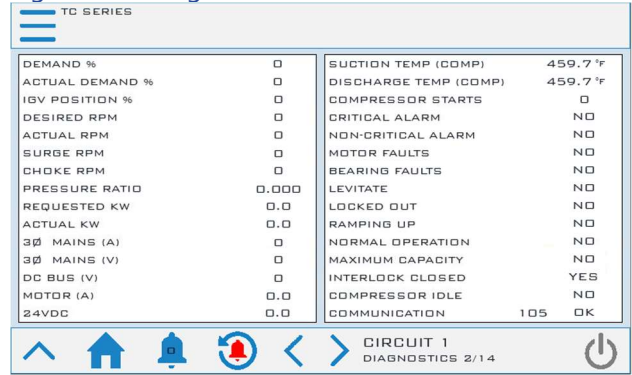 TC SERIES
DEMAND % 0
ACTUAL DEMAND % 0
IGV POSITION % 0
DESIRED RPM 0
ACTUAL RPM 0
SURGE RPM 0
CHOKE RPM 0
PRESSURE RATIO 0.000
REQUESTED KW 0.0
ACTUAL KW 0.0
3Ø MAINS (A) 0
3Ø MAINS (V) 0
DC BUS (V) 0
MOTOR (A) 0.0
24VDC 0.0
SUCTION TEMP (COMP) 459.7 °F
DISCHARGE TEMP (COMP) 459.7 °F
COMPRESSOR STARTS 0
CRITICAL ALARM NO
NON-CRITICAL ALARM NO
MOTOR FAULTS NO
BEARING FAULTS NO
LEVITATE NO
LOCKED OUT NO
RAMPING UP NO
NORMAL OPERATION NO
MAXIMUM CAPACITY NO
INTERLOCK CLOSED YES
COMPRESSOR IDLE NO
COMMUNICATION 105 OK
0
CIRCUIT 1
DIAGNOSTICS 2/14